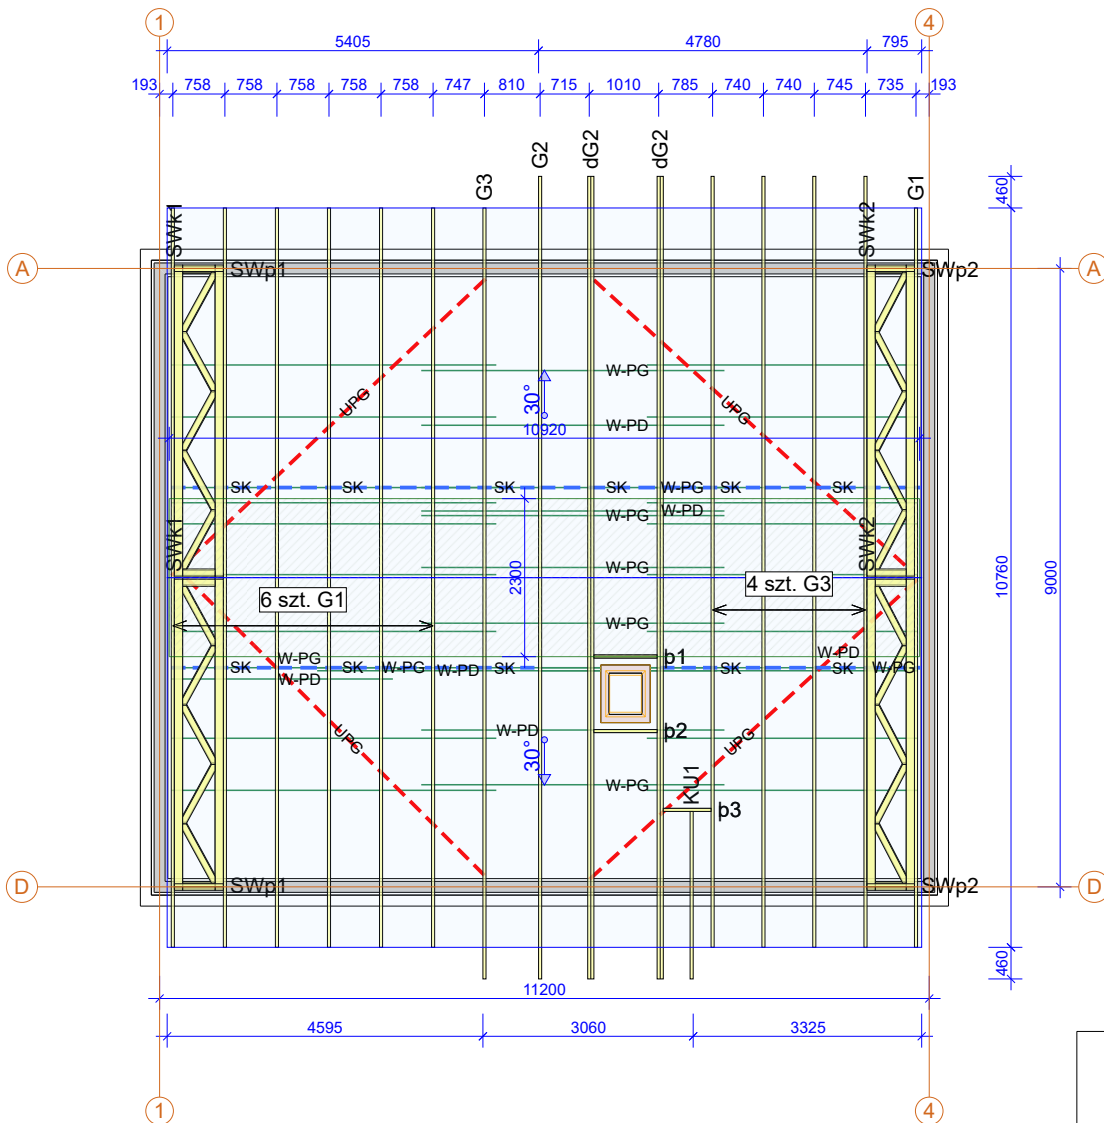 1
4
5405 4780 795
193 758 758 758 758 758 747 810 715 1010 785 740 740 745 735 193
G3
G2
dG2
dG2
G1
460
SWk1
SWk2
A
SWp1
SWp2
A
W-PG
UPG
30°
UPG
W-PD
10920
SK SK SK SK W-PG SK SK
W-PD
W-PG
SWk1
SWk2
2300
10760
9000
W-PG
6 szt. G1
4 szt. G3
W-PG
W-PD
W-PG
þ1
SK SK W-PG W-PD SK SK SK W-PG
W-PD
W-PD
þ2
30°
UPG
UPG
W-PG
KU1
þ3
D
SWp1
SWp2
D
460
11200
4595 3060 3325
1
4